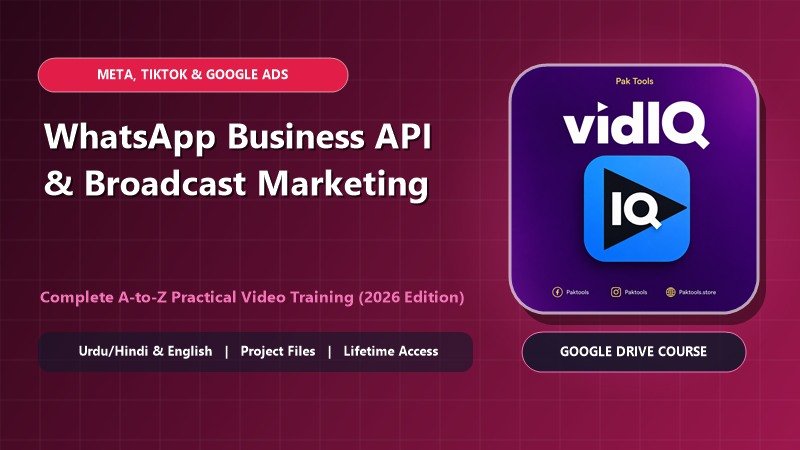 META, TIKTOK & GOOGLE ADS
WhatsApp Business API
& Broadcast Marketing
Complete A-to-Z Practical Video Training (2026 Edition)
Urdu/Hindi & English | Project Files | Lifetime Access
Pak Tools
vidIQ
IQ
Paktools Paktools Paktools.store
GOOGLE DRIVE COURSE